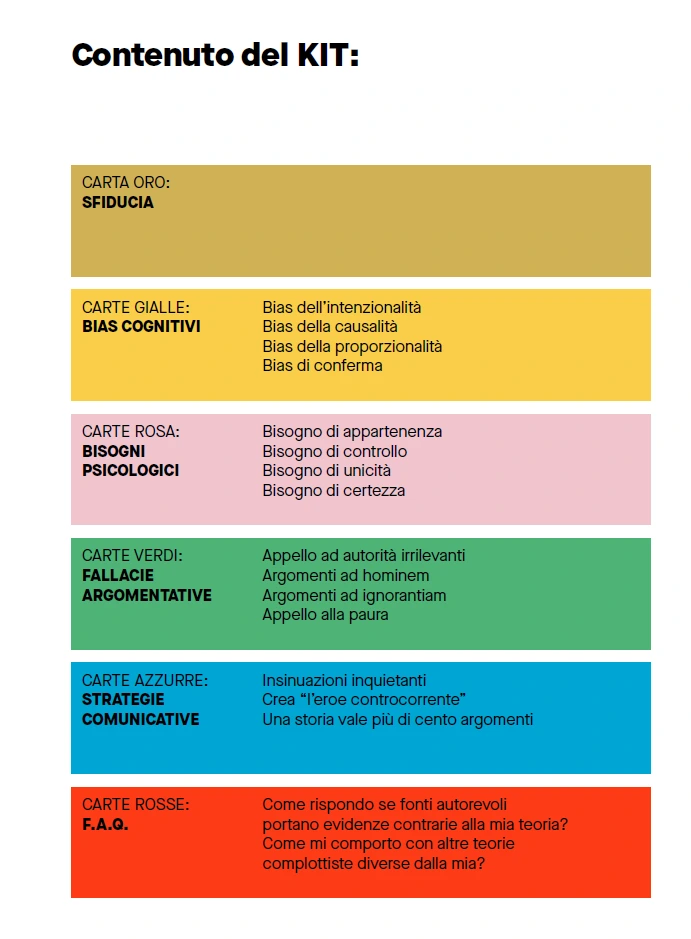 Contenuto del KIT:
CARTA ORO:
SFIDUCIA
CARTE GIALLE:
BIAS COGNITIVI
Bias dell'intenzionalità
Bias della causalità
Bias della proporzionalità
Bias di conferma
CARTE ROSA:
BISOGNI
PSICOLOGICI
Bisogno di appartenenza
Bisogno di controllo
Bisogno di unicità
Bisogno di certezza
CARTE VERDI:
FALLACIE
ARGOMENTATIVE
Appello ad autorità irrilevanti
Argomenti ad hominem
Argomenti ad ignorantiam
Appello alla paura
CARTE AZZURRE:
STRATEGIE
COMUNICATIVE
Insinuazioni inquietanti
Crea “l'eroe controcorrente”
Una storia vale più di cento argomenti
CARTE ROSSE:
F.A.Q.
Come rispondo se fonti autorevoli
portano evidenze contrarie alla mia teoria?
Come mi comporto con altre teorie
complottiste diverse dalla mia?